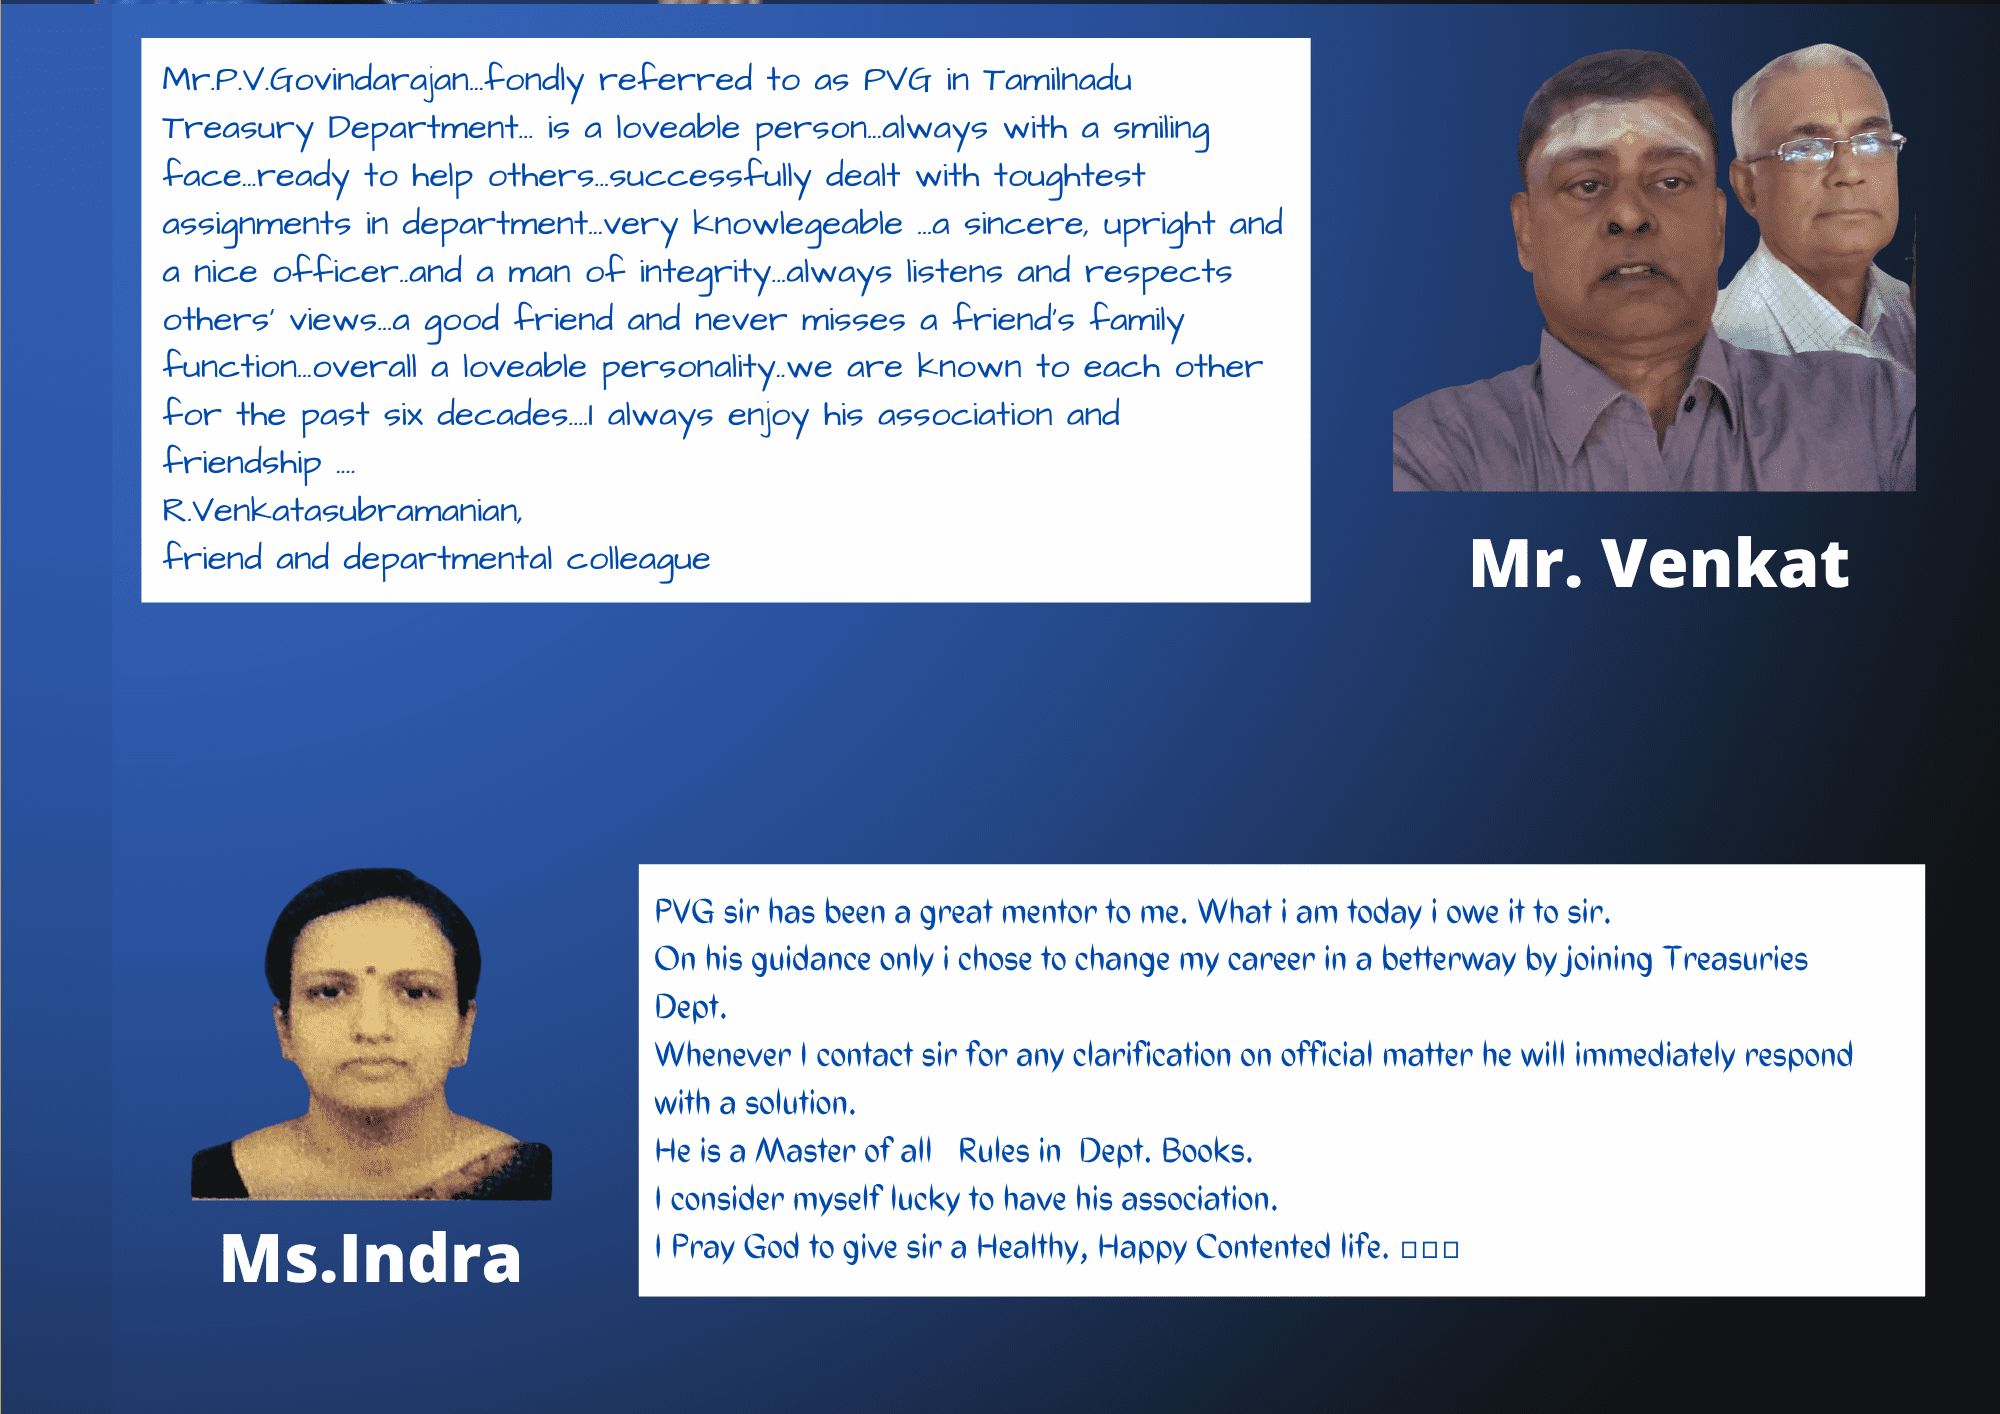 Mr.P.V.Govindarajan...fondly referred to as PVG in Tamilnadu
Treasury Department... is a loveable person...always with a smiling
face...ready to help others...successfully dealt with toughtest
assignments in department...very knowlegeable ...a sincere, upright and
a nice officer..and a man of integrity...always listens and respects
others' views...a good friend and never misses a friend's family
function...overall a loveable personality..we are known to each other
for the past six decades....I always enjoy his association and
friendship ....
R.Venkatasubramanian,
friend and departmental colleague
Mr. Venkat
PVG sir has been a great mentor to me. What i am today i owe it to sir.
On his guidance only i chose to change my career in a betterway by joining Treasuries
Dept.
Whenever I contact sir for any clarification on official matter he will immediately respond
with a solution.
He is a Master of all   Rules in  Dept. Books.
I consider myself lucky to have his association.
I Pray God to give sir a Healthy, Happy Contented life. □□□
Ms.Indra